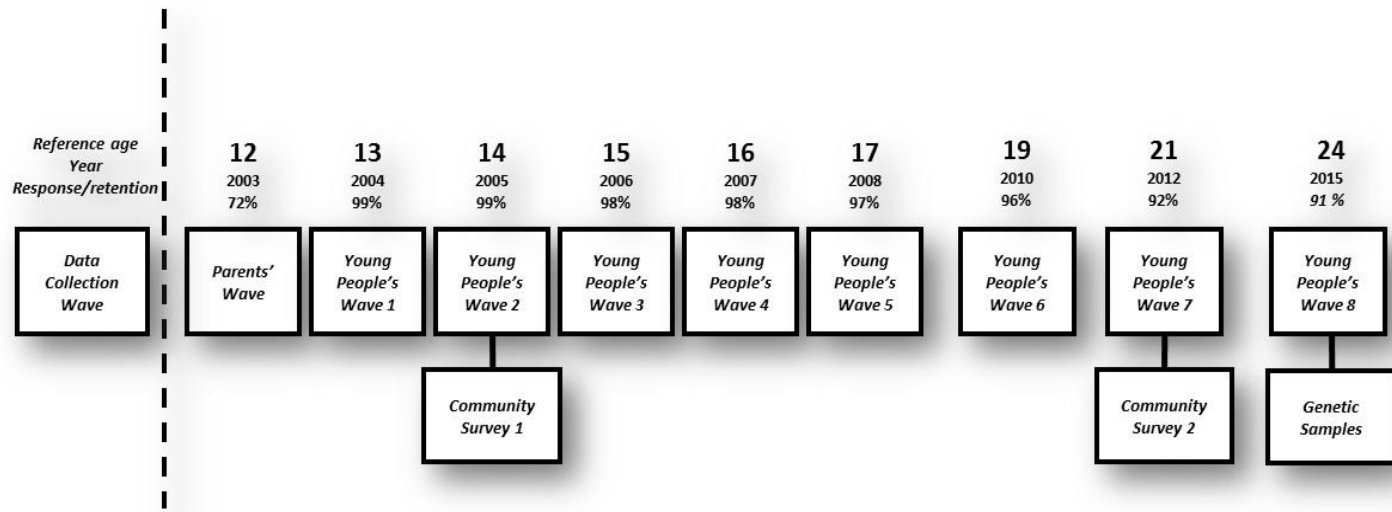 Reference age
Year
Response/retention
12
2003
72%
13
2004
99%
14
2005
99%
15
2006
98%
16
2007
98%
17
2008
97%
19
2010
96%
21
2012
92%
24
2015
91 %
Data
Collection
Wave
Parents’
Wave
Young
People’s
Wave 1
Young
People’s
Wave 2
Young
People’s
Wave 3
Young
People’s
Wave 4
Young
People’s
Wave 5
Young
People’s
Wave 6
Young
People’s
Wave 7
Young
People’s
Wave 8
Community
Survey 1
Community
Survey 2
Genetic
Samples